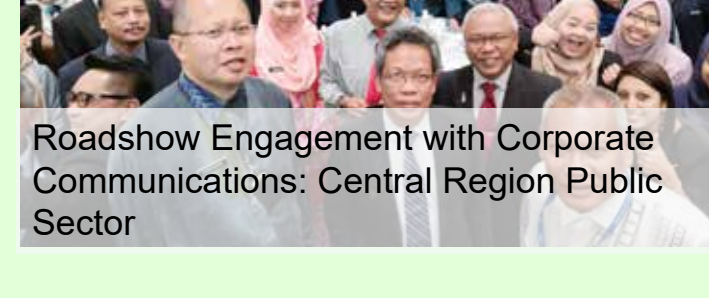 Roadshow Engagement with Corporate
Communications: Central Region Public
Sector